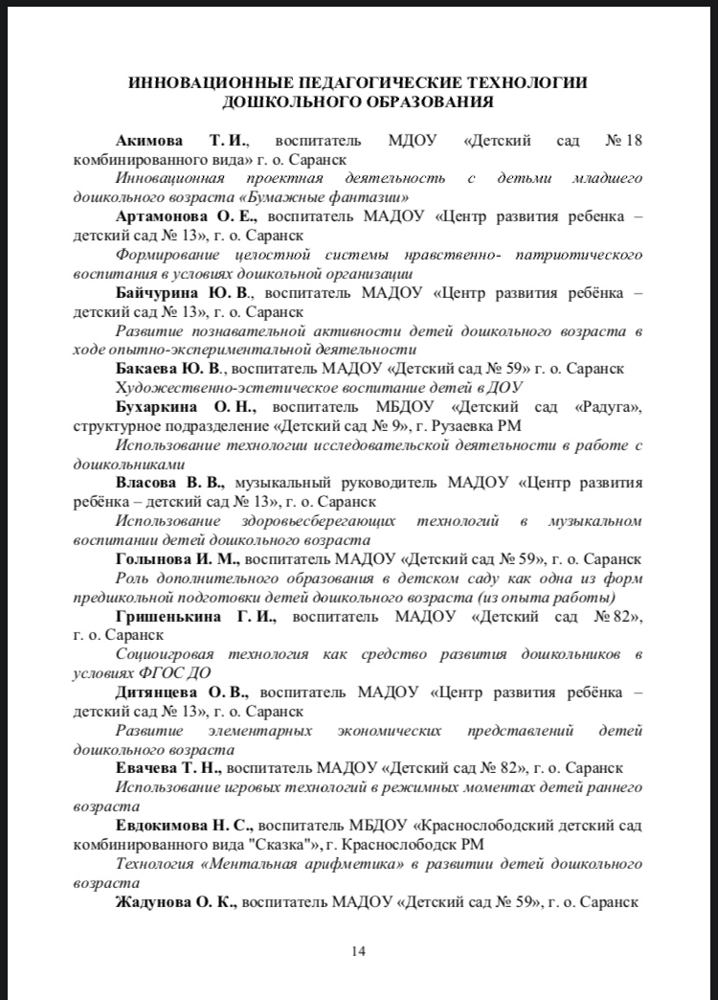 ИННОВАЦИОННЫЕ ПЕДАГОГИЧЕСКИЕ ТЕХНОЛОГИИ
ДОШКОЛЬНОГО ОБРАЗОВАНИЯ
Акимова Т. И., воспитатель МДОУ «Детский сад № 18
комбинированного вида» г. о. Саранск
Инновационная проектная деятельность с детьми младшего
дошкольного возраста «Бумажные фантазии»
Артамонова О. Е., воспитатель МАДОУ «Центр развития ребенка –
детский сад № 13», г. о. Саранск
Формирование целостной системы нравственно- патриотического
воспитания в условиях дошкольной организации
Байчурина Ю. В., воспитатель МАДОУ «Центр развития ребёнка –
детский сад № 13», г. о. Саранск
Развитие познавательной активности детей дошкольного возраста в
ходе опытно-экспериментальной деятельности
Бакаева Ю. В., воспитатель МАДОУ «Детский сад № 59» г. о. Саранск
Художественно-эстетическое воспитание детей в ДОУ
Бухаркина О. Н., воспитатель МБДОУ «Детский сад «Радуга»,
структурное подразделение «Детский сад № 9», г. Рузаевка РМ
Использование технологии исследовательской деятельности в работе с
дошкольниками
Власова В. В., музыкальный руководитель МАДОУ «Центр развития
ребёнка – детский сад № 13», г. о. Саранск
Использование здоровьесберегающих технологий в музыкальном
воспитании детей дошкольного возраста
Голынова И. М., воспитатель МАДОУ «Детский сад № 59», г. о. Саранск
Роль дополнительного образования в детском саду как одна из форм
предшкольной подготовки детей дошкольного возраста (из опыта работы)
Гришенькина Г. И., воспитатель МАДОУ «Детский сад № 82»,
г. о. Саранск
Социоигровая технология как средство развития дошкольников в
условиях ФГОС ДО
Дитянцева О. В., воспитатель МАДОУ «Центр развития ребёнка –
детский сад № 13», г. о. Саранск
Развитие элементарных экономических представлений детей
дошкольного возраста
Евачева Т. Н., воспитатель МАДОУ «Детский сад № 82», г. о. Саранск
Использование игровых технологий в режимных моментах детей раннего
возраста
Евдокимова Н. С., воспитатель МБДОУ «Краснослободский детский сад
комбинированного вида "Сказка"», г. Краснослободск РМ
Технология «Ментальная арифметика» в развитии детей дошкольного
возраста
Жадунова О. К., воспитатель МАДОУ «Детский сад № 59», г. о. Саранск
14